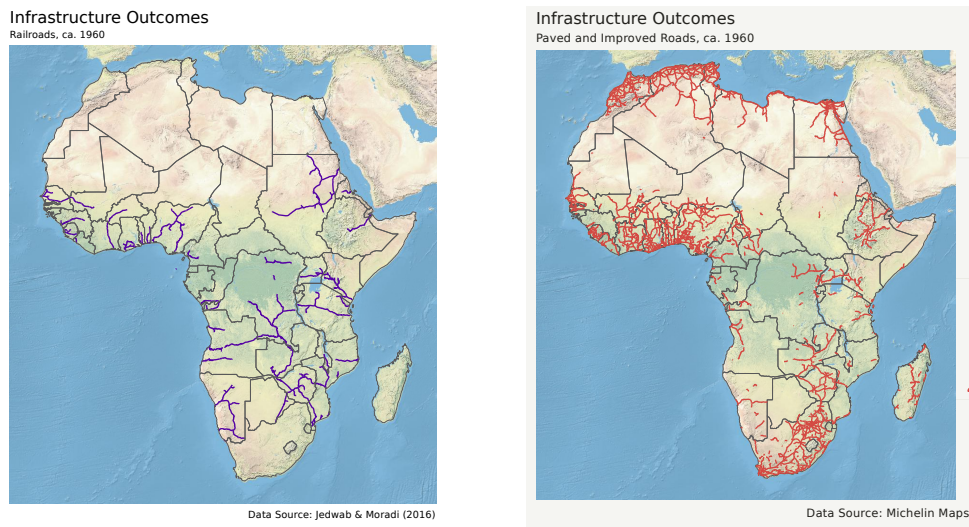 Infrastructure Outcomes
Railroads, ca. 1960
Data Source: Jedwab & Moradi (2016)
Infrastructure Outcomes
Paved and Improved Roads, ca. 1960
Data Source: Michelin Maps